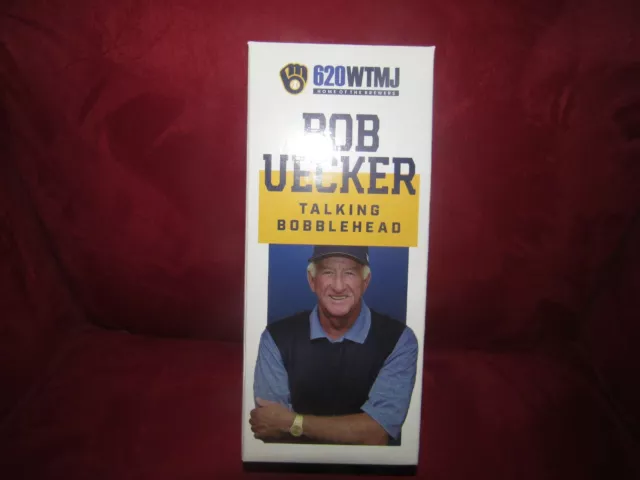 620WTMJ
HOME OF THE BREWERS
BOB
UECKER
TALKING
BOBBLEHEAD